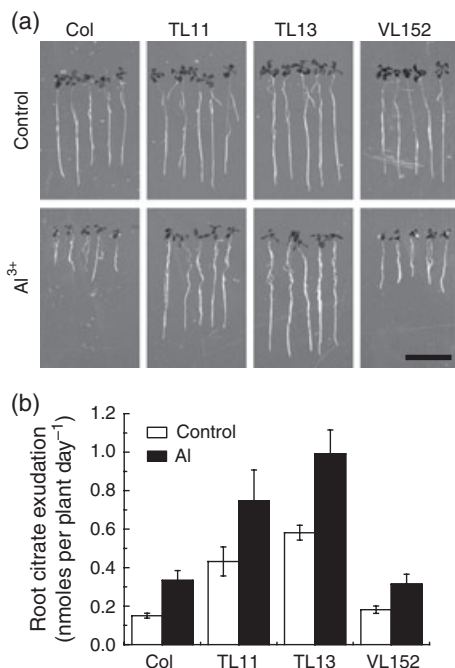 (a)
Col TL11 TL13 VL152
Control
Al³⁺
(b)
Root citrate exudation
(nmoles per plant day⁻¹)
1.2
1.0
0.8
0.6
0.4
0.2
0.0
Control
Al
Col TL11 TL13 VL152